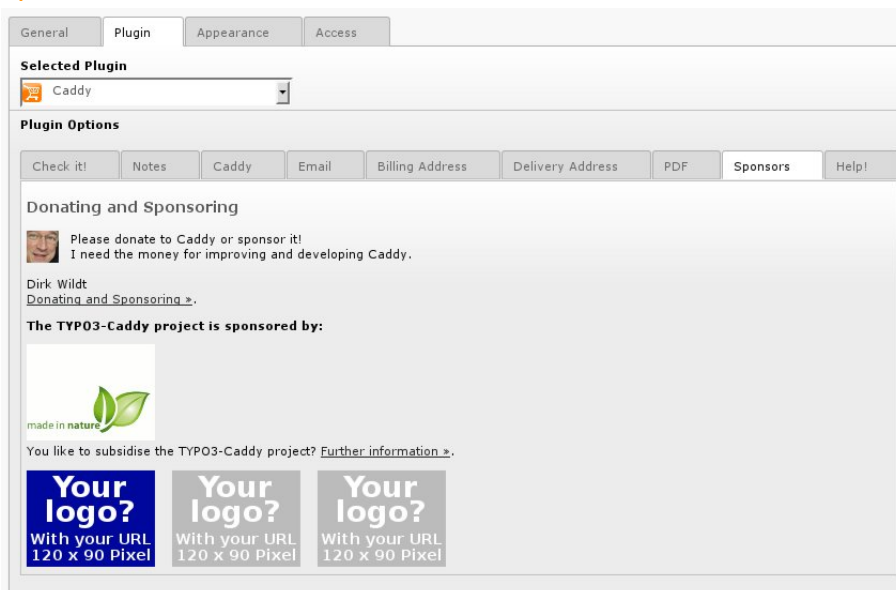 General Plugin Appearance Access
Selected Plugin
Caddy
Plugin Options
Check it! Notes Caddy Email Billing Address Delivery Address PDF Sponsors Help!
Donating and Sponsoring
Please donate to Caddy or sponsor it!
I need the money for improving and developing Caddy.
Dirk Wildt
Donating and Sponsoring ».
The TYPO3-Caddy project is sponsored by:
made in nature
You like to subsidise the TYPO3-Caddy project? Further information ».
Your Your Your
logo? logo? logo?
With your URL With your URL With your URL
120 x 90 Pixel 120 x 90 Pixel 120 x 90 Pixel